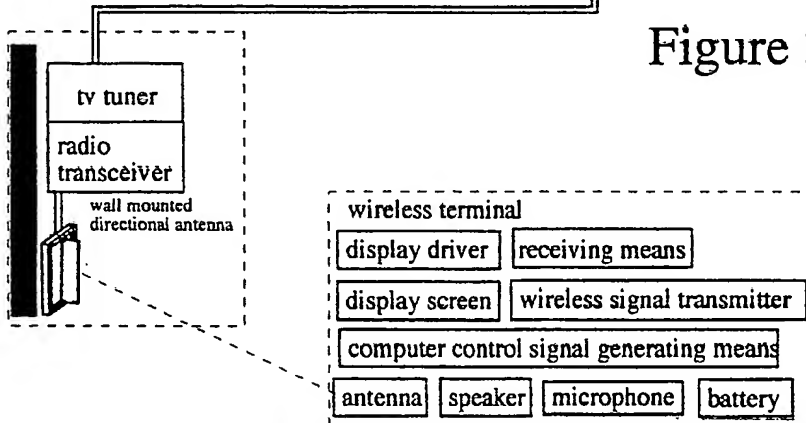 Figure
tv tuner
radio
transceiver
wall mounted
directional antenna
wireless terminal
display driver receiving means
display screen wireless signal transmitter
computer control signal generating means
antenna speaker microphone battery